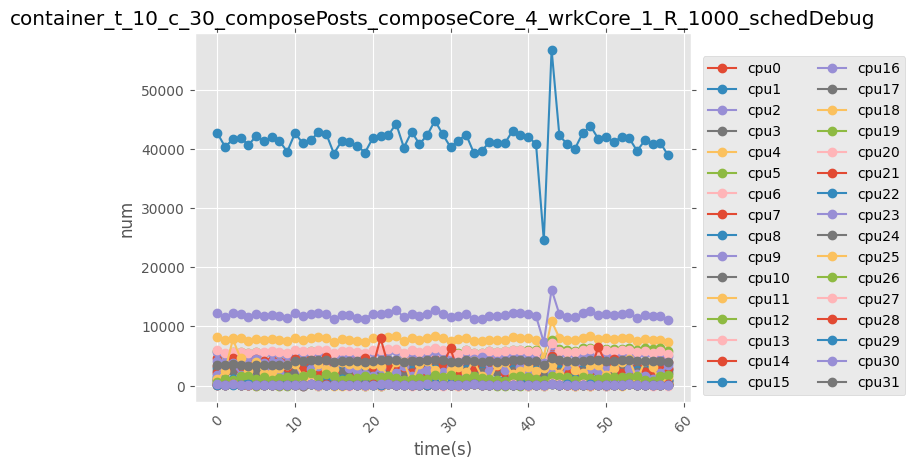 container_t_10_c_30_composePosts_composeCore_4_wrkCore_1_R_1000_schedDebug
50000
40000
30000
20000
10000
0
num
0
10
20
30
40
50
60
time(s)
cpu0
cpu1
cpu2
cpu3
cpu4
cpu5
cpu6
cpu7
cpu8
cpu9
cpu10
cpu11
cpu12
cpu13
cpu14
cpu15
cpu16
cpu17
cpu18
cpu19
cpu20
cpu21
cpu22
cpu23
cpu24
cpu25
cpu26
cpu27
cpu28
cpu29
cpu30
cpu31